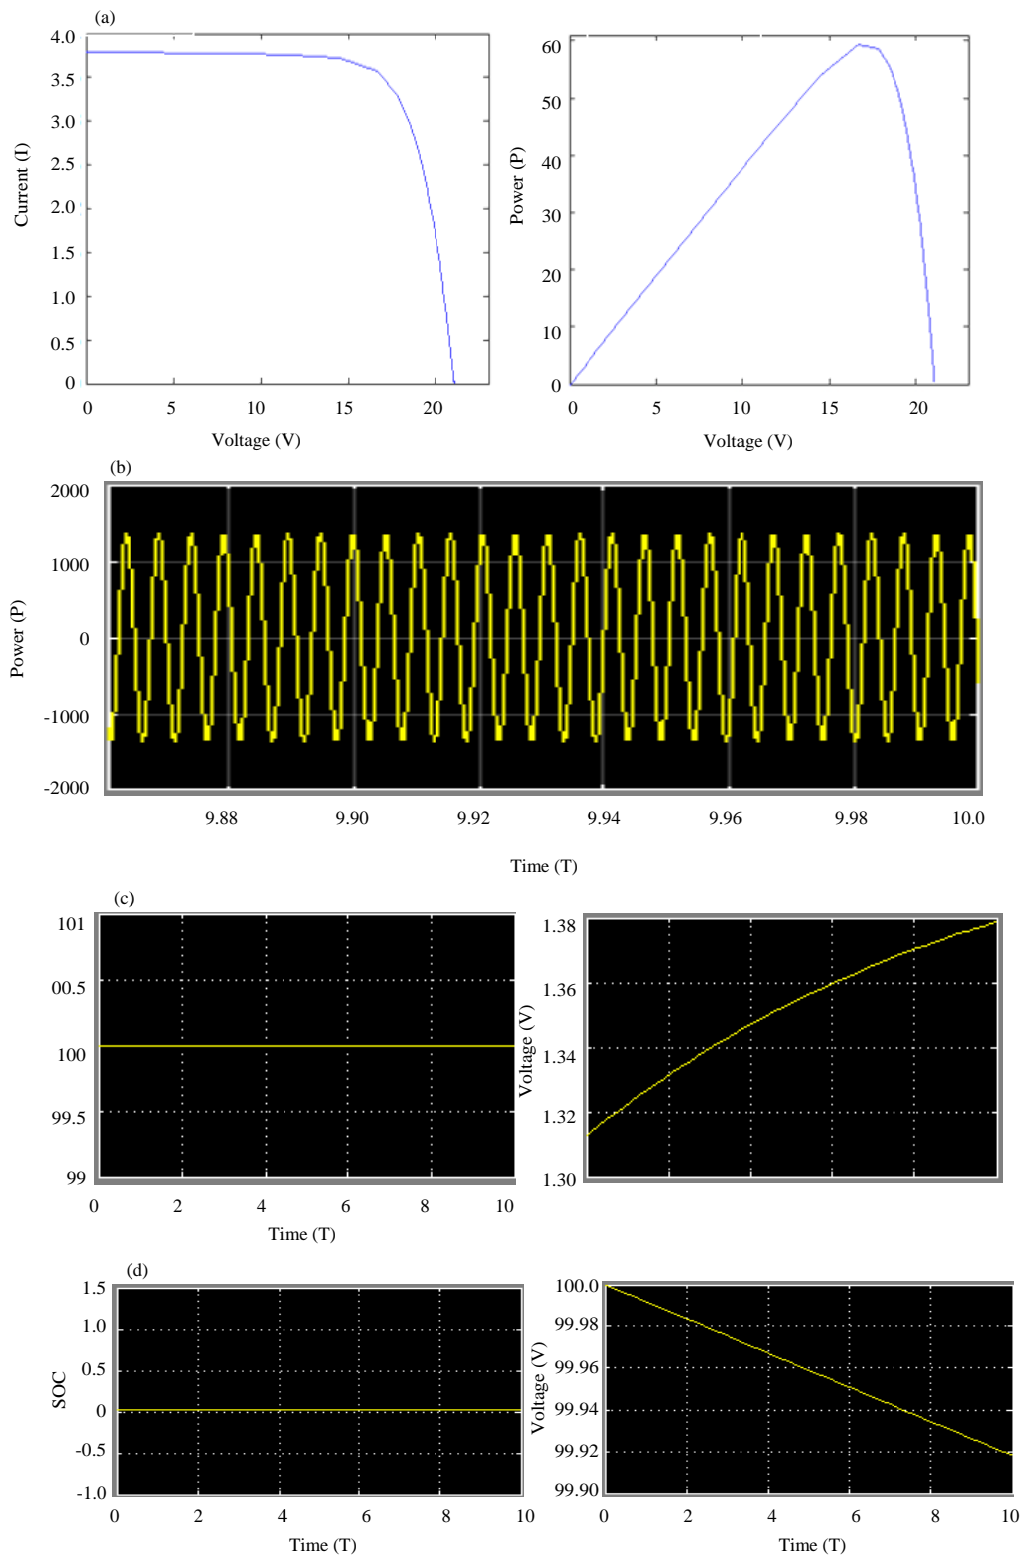 (a)
4.0
3.5
3.0
2.5
2.0
1.5
1.0
0.5
0
Current (I)
0 5 10 15 20
Voltage (V)
60
50
40
30
20
10
0
Power (P)
0 5 10 15 20
Voltage (V)
(b)
2000
1000
0
-1000
-2000
Power (P)
9.88 9.90 9.92 9.94 9.96 9.98 10.0
Time (T)
(c)
101
00.5
100
99.5
99
0 2 4 6 8 10
Time (T)
1.38
1.36
1.34
1.32
1.30
Voltage (V)
(d)
1.5
1.0
0.5
0
-0.5
-1.0
SOC
0 2 4 6 8 10
Time (T)
100.0
99.98
99.96
99.94
99.92
99.90
Voltage (V)
0 2 4 6 8 10
Time (T)